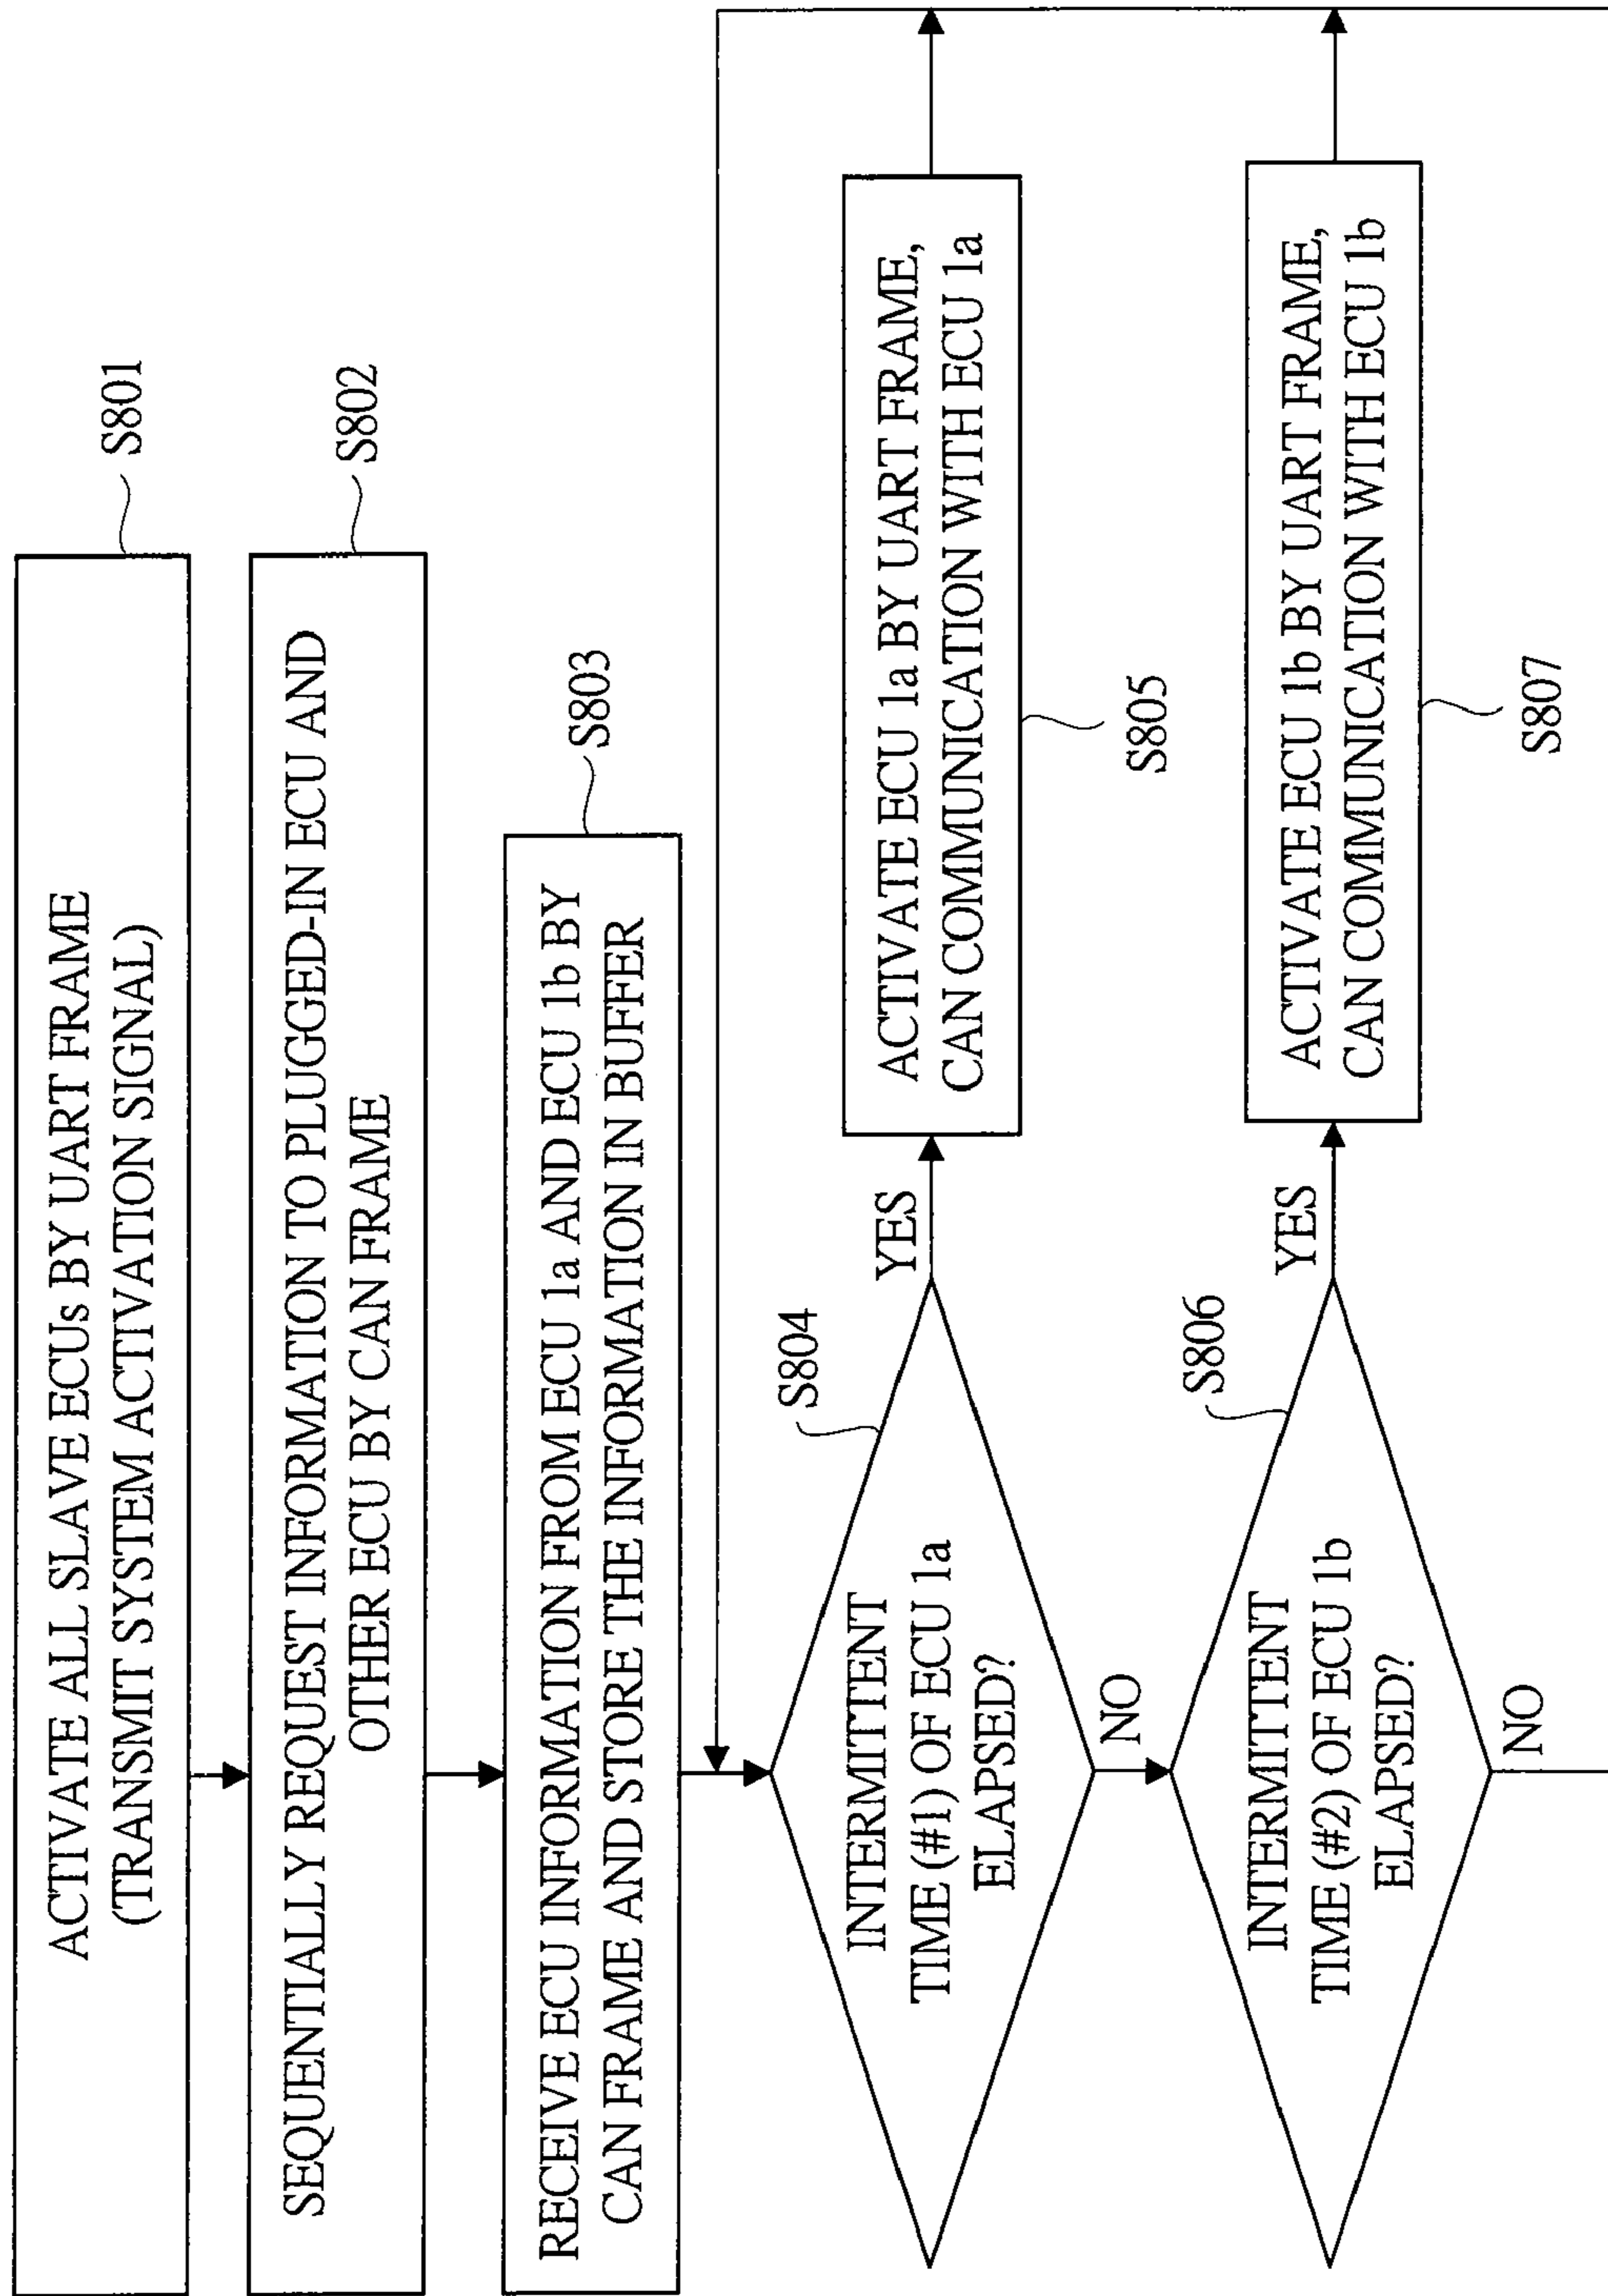 ACTIVATE ALL SLAVE ECUs BY UART FRAME
(TRANSMIT SYSTEM ACTIVATION SIGNAL)
S801
SEQUENTIALLY REQUEST INFORMATION TO PLUGGED-IN ECU AND
OTHER ECU BY CAN FRAME
S802
RECEIVE ECU INFORMATION FROM ECU 1a AND ECU 1b BY
CAN FRAME AND STORE THE INFORMATION IN BUFFER
S803
INTERMITTENT
TIME (#1) OF ECU 1a
ELAPSED?
S804
YES
NO
ACTIVATE ECU 1a BY UART FRAME,
CAN COMMUNICATION WITH ECU 1a
S805
INTERMITTENT
TIME (#2) OF ECU 1b
ELAPSED?
S806
YES
NO
ACTIVATE ECU 1b BY UART FRAME,
CAN COMMUNICATION WITH ECU 1b
S807